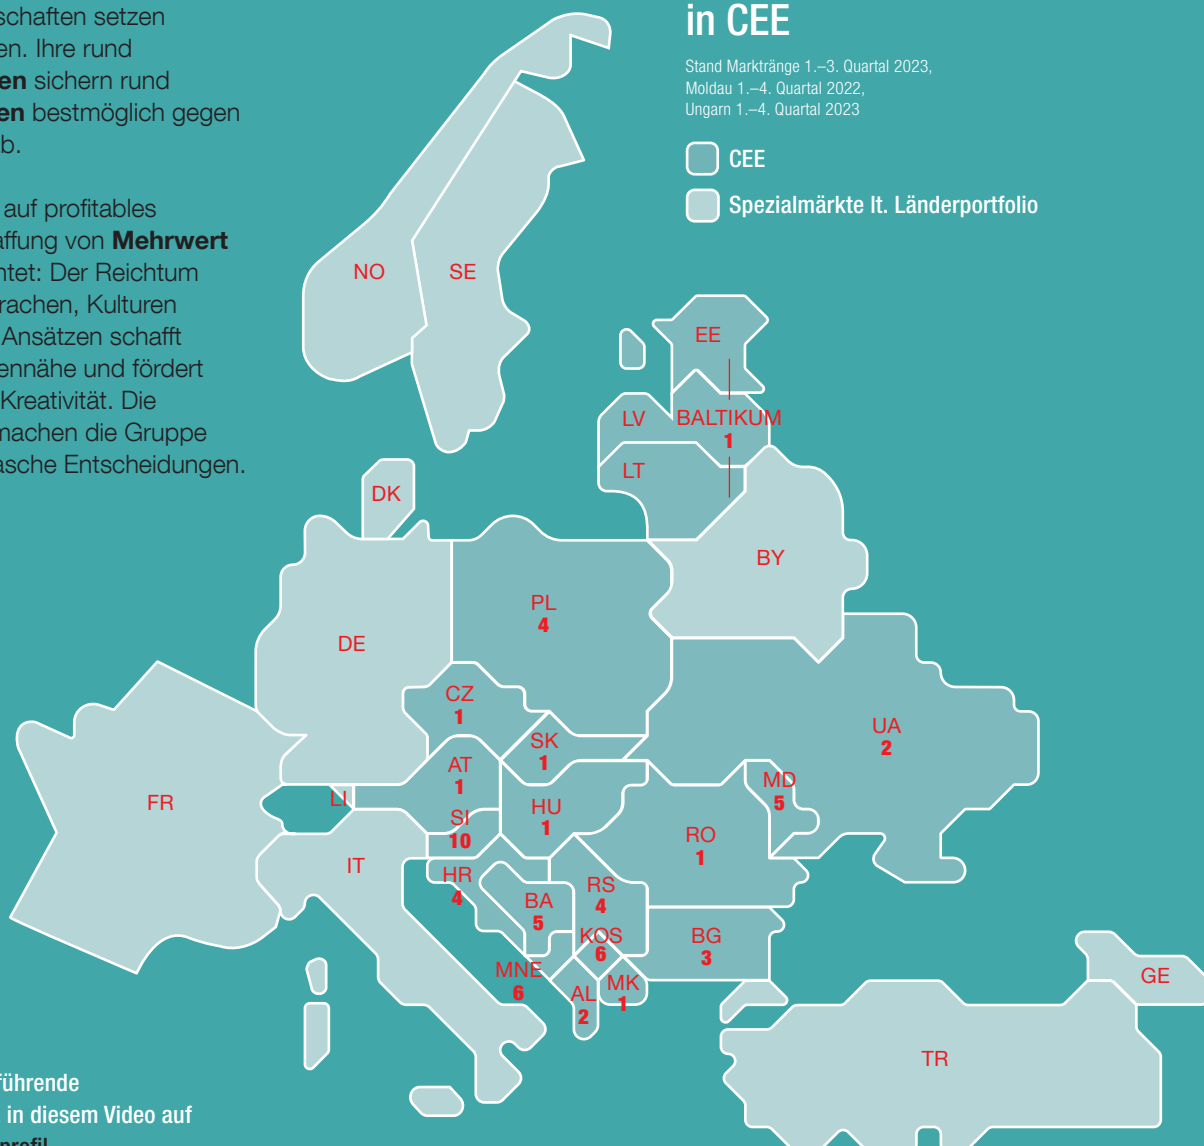 schaften setzen
en. Ihre rund
en sichern rund
en bestmöglich gegen
b.
auf profitables
affung von Mehrwert
ntet: Der Reichtum
rachen, Kulturen
Ansätzen schafft
ennähe und fördert
Kreativität. Die
machen die Gruppe
asche Entscheidungen.
in CEE
Stand Marktränge 1.–3. Quartal 2023,
Moldau 1.–4. Quartal 2022,
Ungarn 1.–4. Quartal 2023
CEE
Spezialmärkte lt. Länderportfolio
NO
SE
EE
LV
BALTIKUM
1
LT
DK
BY
PL
4
DE
CZ
1
UA
2
SK
1
AT
1
MD
5
LI
FR
HU
1
SI
10
RO
1
IT
HR
4
RS
4
BA
5
KOS
6
BG
3
MNE
6
AL
2
MK
1
GE
TR
führende
in diesem Video auf
profil